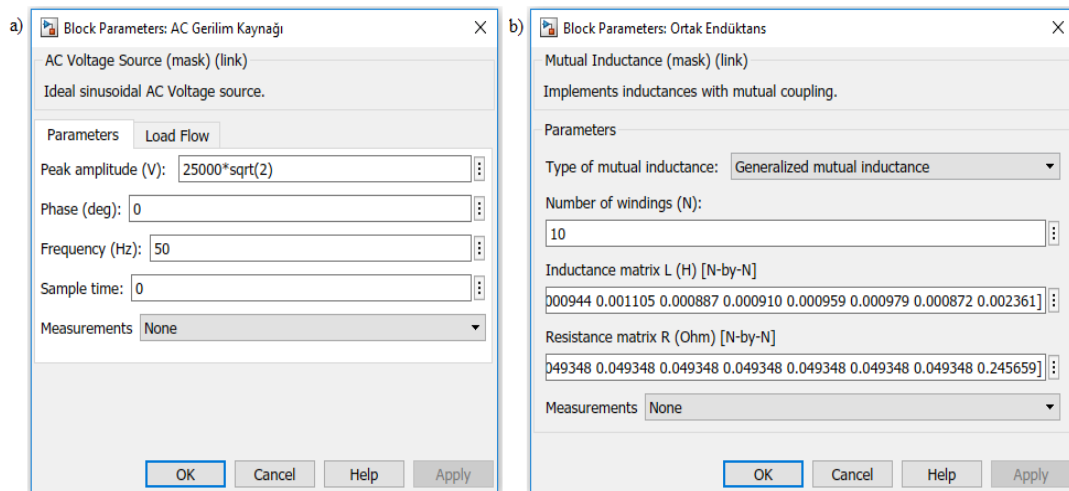 a)
Block Parameters: AC Gerilim Kaynağı
AC Voltage Source (mask) (link)
Ideal sinusoidal AC Voltage source.
Parameters Load Flow
Peak amplitude (V): 25000*sqrt(2)
Phase (deg): 0
Frequency (Hz): 50
Sample time: 0
Measurements None
OK Cancel Help Apply
b)
Block Parameters: Ortak Endüktans
Mutual Inductance (mask) (link)
Implements inductances with mutual coupling.
Parameters
Type of mutual inductance: Generalized mutual inductance
Number of windings (N):
10
Inductance matrix L (H) [N-by-N]
000944 0.001105 0.000887 0.000910 0.000959 0.000979 0.000872 0.002361]
Resistance matrix R (Ohm) [N-by-N]
049348 0.049348 0.049348 0.049348 0.049348 0.049348 0.049348 0.245659]
Measurements None
OK Cancel Help Apply